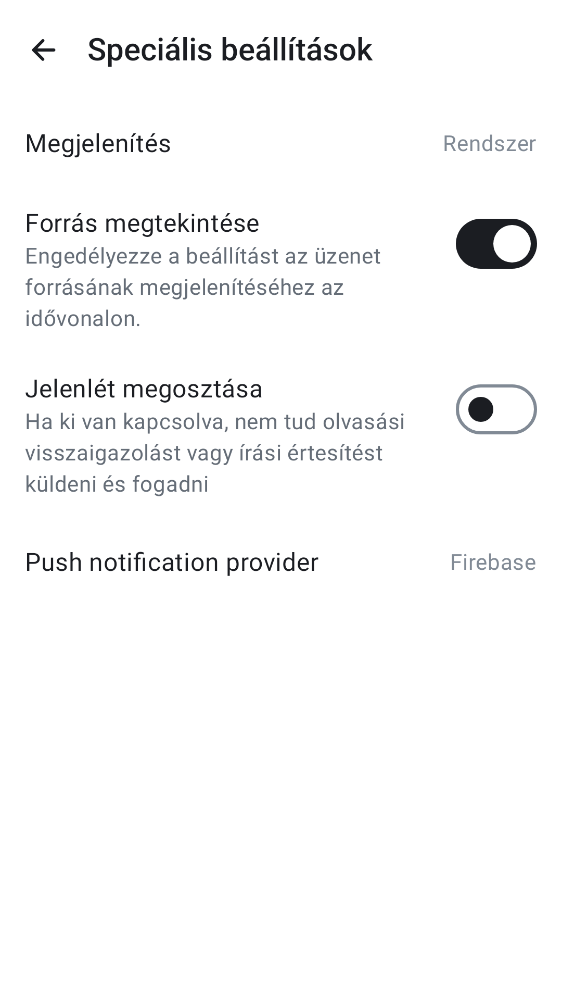 Speciális beállítások
Megjelenítés
Rendszer
Forrás megtekintése
Engedélyezze a beállítást az üzenet
forrásának megjelenítéséhez az
idővonalon.
Jelenlét megosztása
Ha ki van kapcsolva, nem tud olvasási
visszaigazolást vagy írási értesítést
küldeni és fogadni
Push notification provider
Firebase